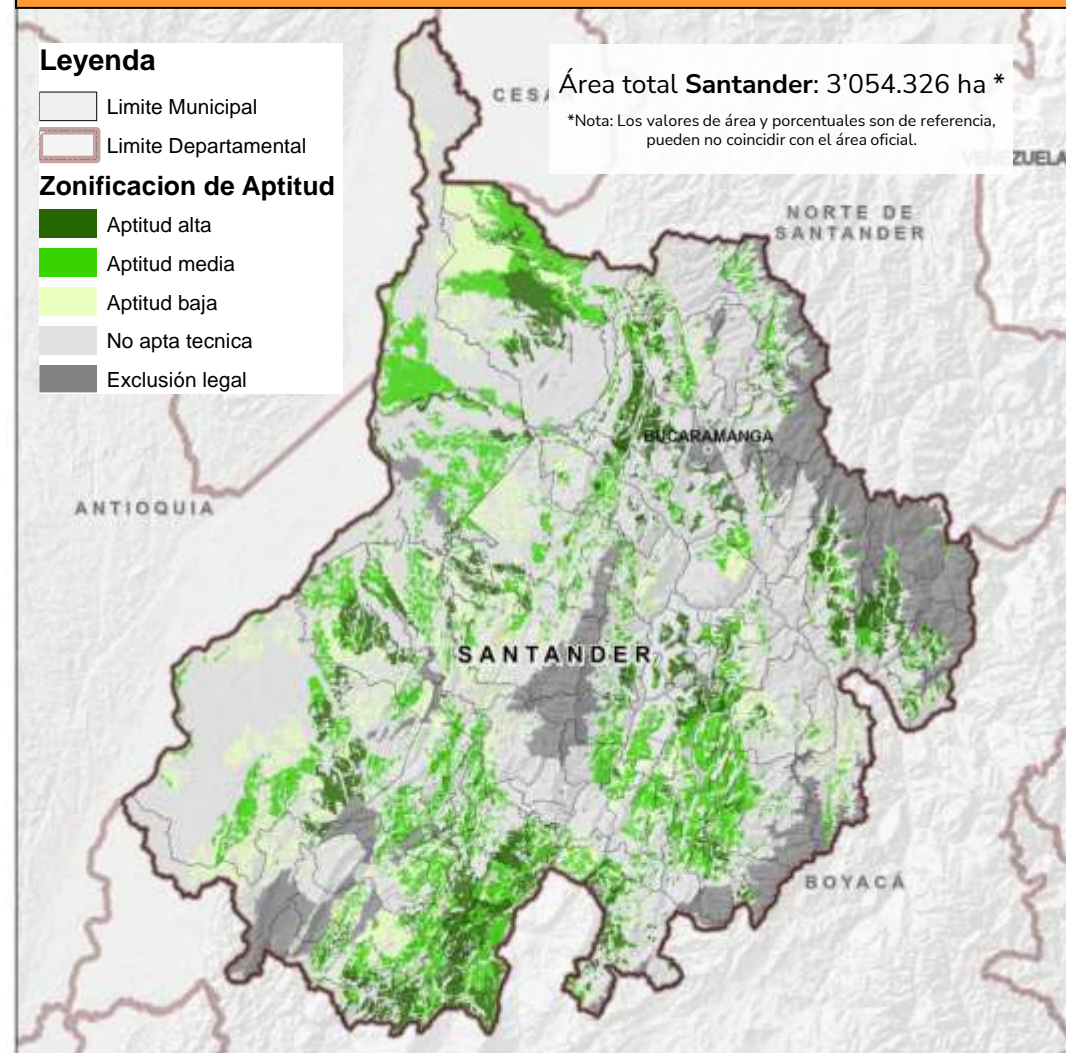 Leyenda
Limite Municipal
Limite Departamental
Zonificacion de Aptitud
Aptitud alta
Aptitud media
Aptitud baja
No apta tecnica
Exclusión legal
Área total Santander: 3'054.326 ha *
*Nota: Los valores de área y porcentuales son de referencia,
pueden no coincidir con el área oficial.
CESAR
VENEZUELA
NORTE DE
SANTANDER
BUCARAMANGA
ANTIOQUIA
SANTANDER
BOYACÁ